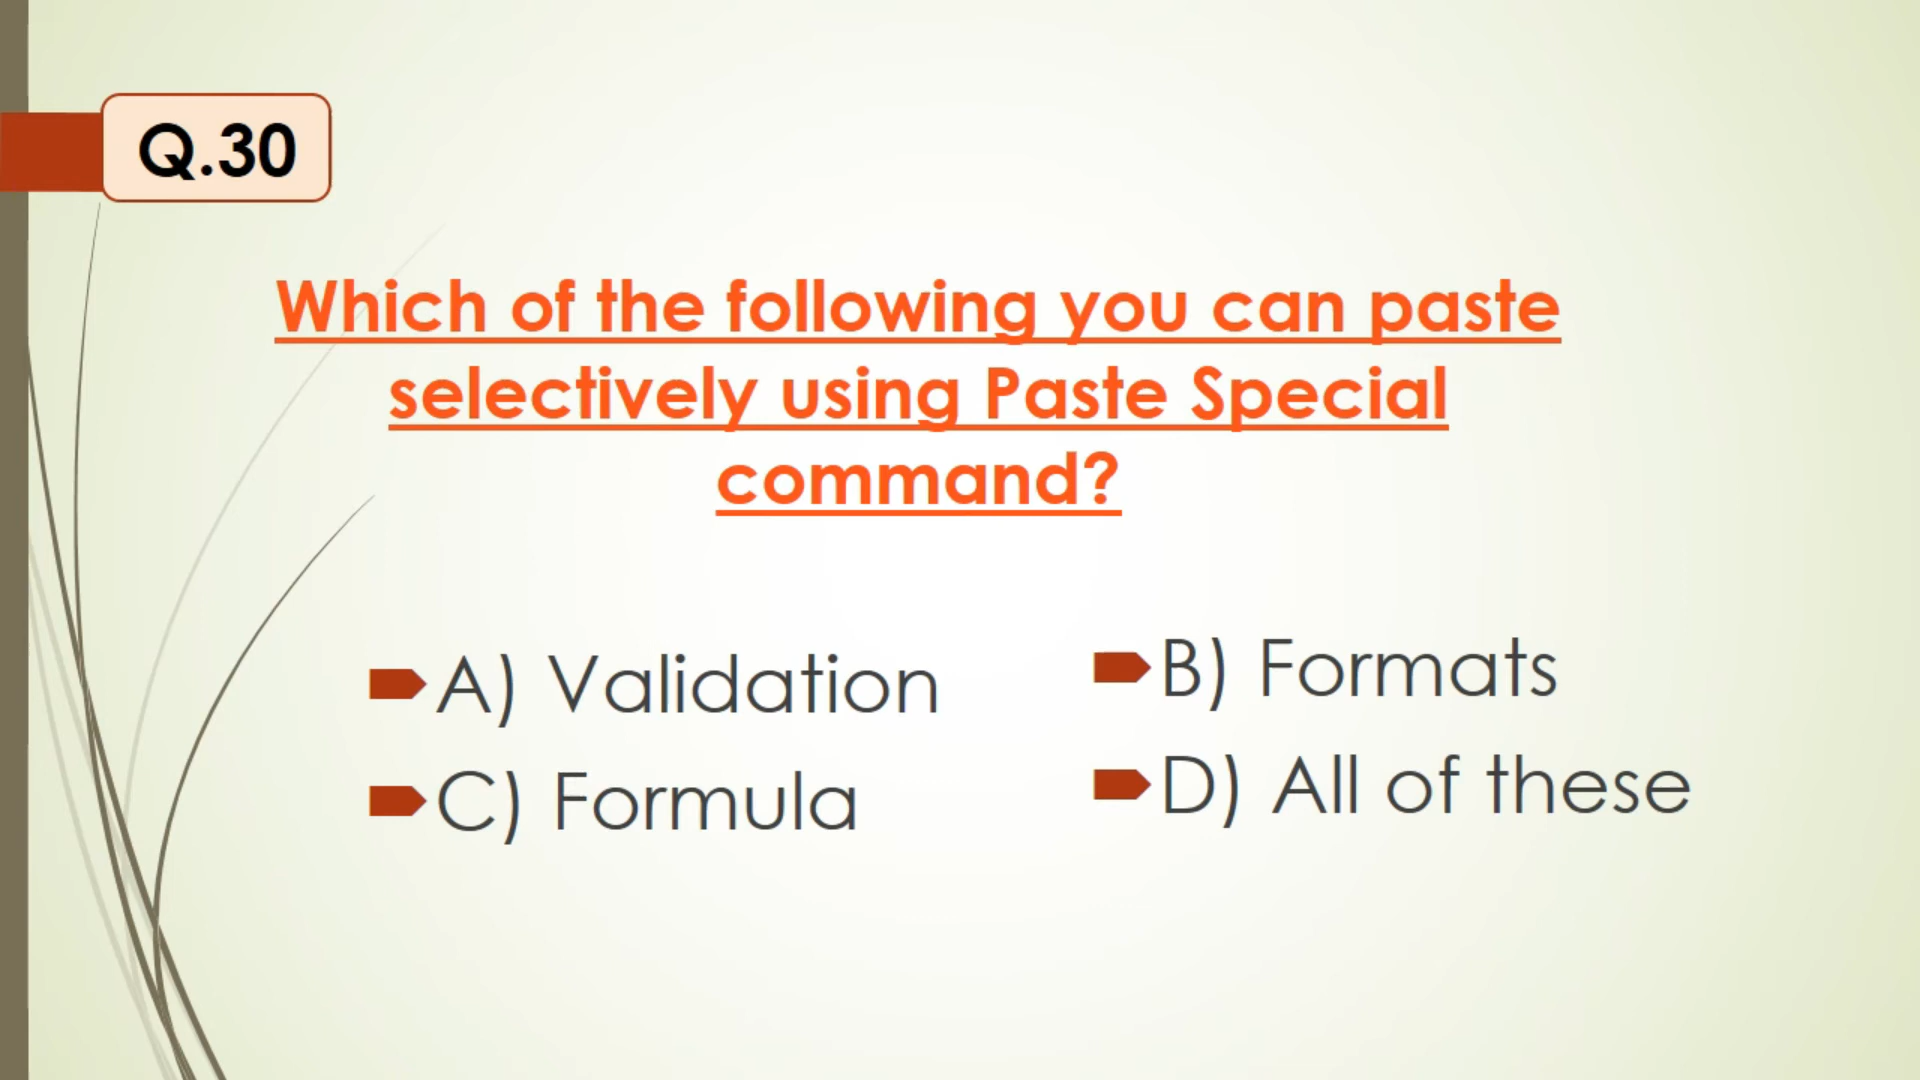 Q.30
Which of the following you can paste
selectively using Paste Special
command?
A) Validation
B) Formats
C) Formula
D) All of these